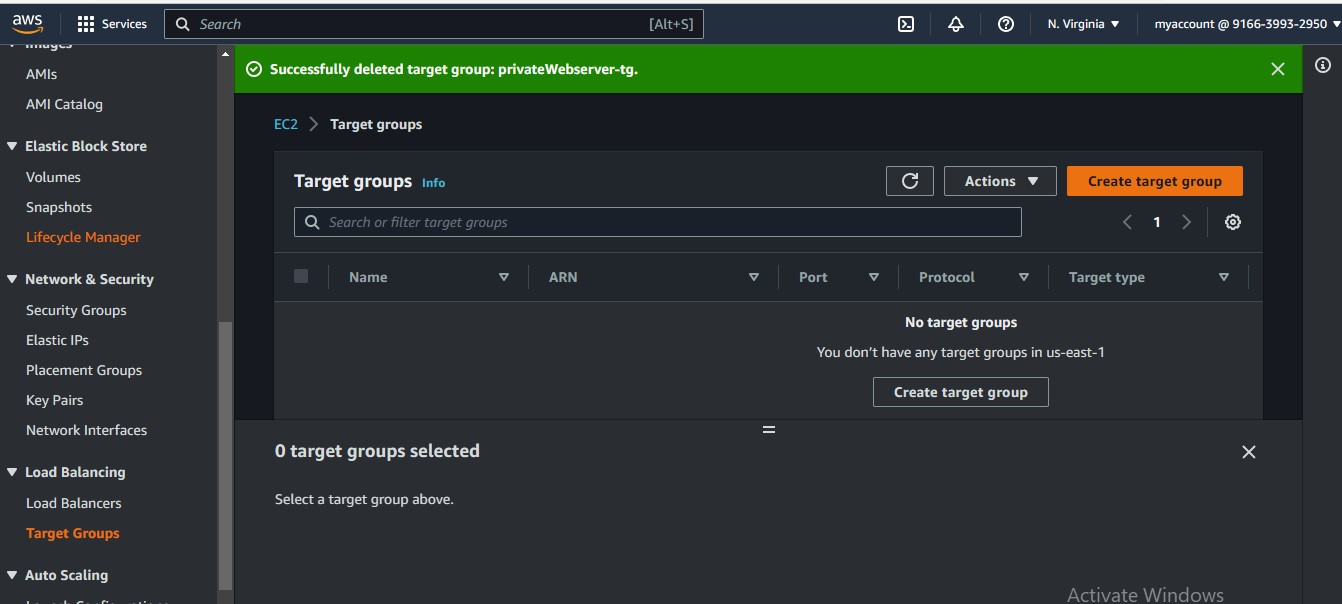 aws Services Search [Alt+S] N. Virginia myaccount @ 9166-3993-2950
Images
AMIs
AMI Catalog
Elastic Block Store
Volumes
Snapshots
Lifecycle Manager
Network & Security
Security Groups
Elastic IPs
Placement Groups
Key Pairs
Network Interfaces
Load Balancing
Load Balancers
Target Groups
Auto Scaling
Successfully deleted target group: privateWebserver-tg.
EC2 Target groups
Target groups Info Actions Create target group
Search or filter target groups 1
Name ARN Port Protocol Target type
No target groups
You don't have any target groups in us-east-1
Create target group
0 target groups selected
Select a target group above.
Activate Windows